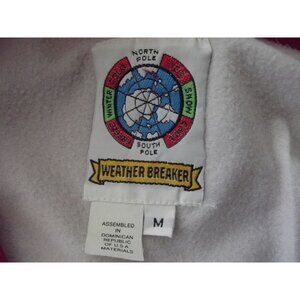 NORTH
POLE
WINTER
SNOW
SOUTH
POLE
WEATHER BREAKER
ASSEMBLED
IN
DOMINICAN
REPUBLIC
OF U.S.A.
MATERIALS
M